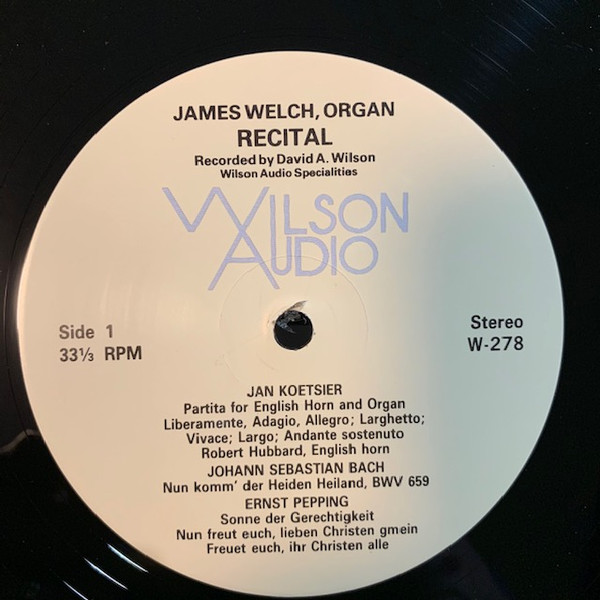 JAMES WELCH, ORGAN
RECITAL
Recorded by David A. Wilson
Wilson Audio Specialities
WILSON
AUDIO
Side 1
33⅓ RPM
Stereo
W-278
JAN KOETSIER
Partita for English Horn and Organ
Liberamente, Adagio, Allegro; Larghetto;
Vivace; Largo; Andante sostenuto
Robert Hubbard, English horn
JOHANN SEBASTIAN BACH
Nun komm' der Heiden Heiland, BWV 659
ERNST PEPPING
Sonne der Gerechtigkeit
Nun freut euch, lieben Christen gmein
Freuet euch, ihr Christen alle